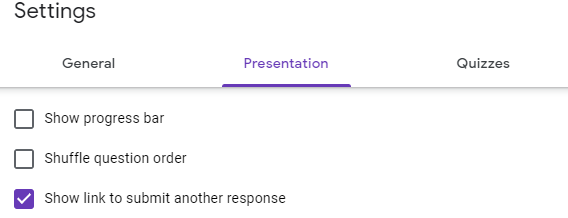 Settings
General Presentation Quizzes
Show progress bar
Shuffle question order
Show link to submit another response